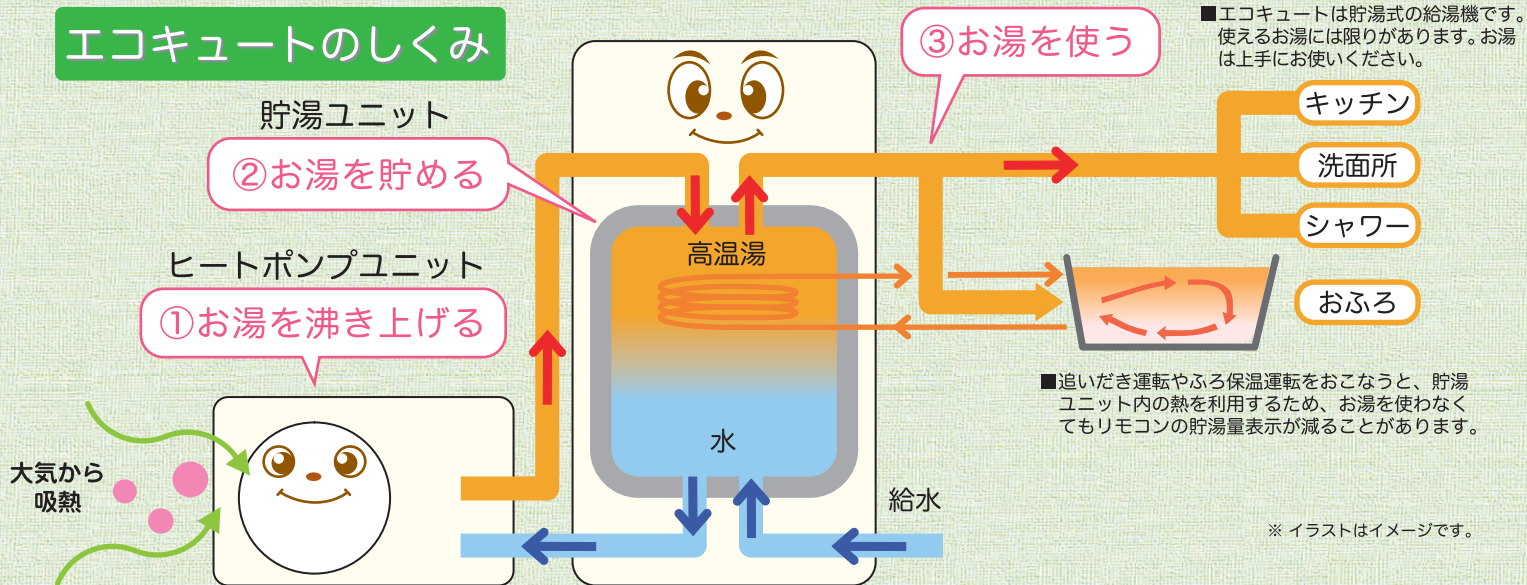 エコキュートのしくみ
貯湯ユニット
②お湯を貯める
ヒートポンプユニット
①お湯を沸き上げる
大気から
吸熱
高温湯
水
給水
③お湯を使う
■エコキュートは貯湯式の給湯機です。
使えるお湯には限りがあります。お湯
は上手にお使いください。
キッチン
洗面所
シャワー
おふろ
■追いだき運転やふろ保温運転をおこなうと、貯湯
ユニット内の熱を利用するため、お湯を使わなく
てもリモコンの貯湯量表示が減ることがあります。
※ イラストはイメージです。